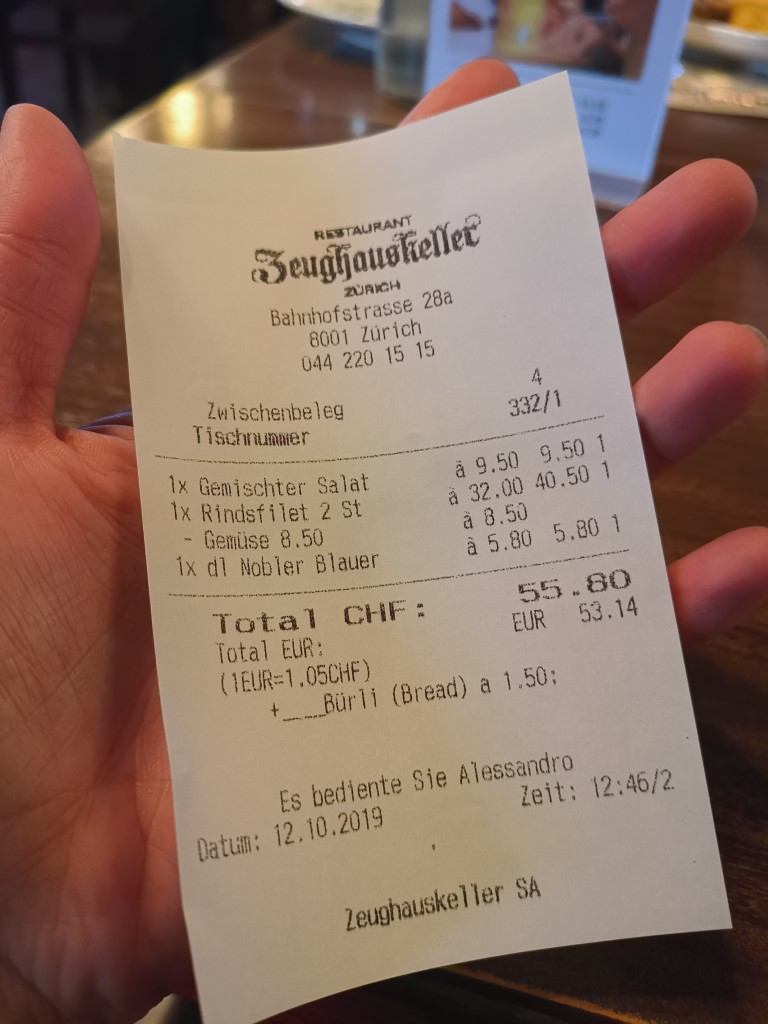 RESTAURANT
Zeughauskeller
ZÜRICH
Bahnhofstrasse 28a
8001 Zürich
044 220 15 15
Zwischenbeleg 4
Tischnummer 332/1
1x Gemischter Salat à 9.50 9.50 1
1x Rindsfilet 2 St à 32.00 40.50 1
- Gemüse 8.50 à 8.50
1x dl Nobler Blauer à 5.80 5.80 1
Total CHF: 55.80
Total EUR: EUR 53.14
(1EUR=1.05CHF)
+___Bürli (Bread) a 1.50:
Es bediente Sie Alessandro
Datum: 12.10.2019 Zeit: 12:46/2
Zeughauskeller SA